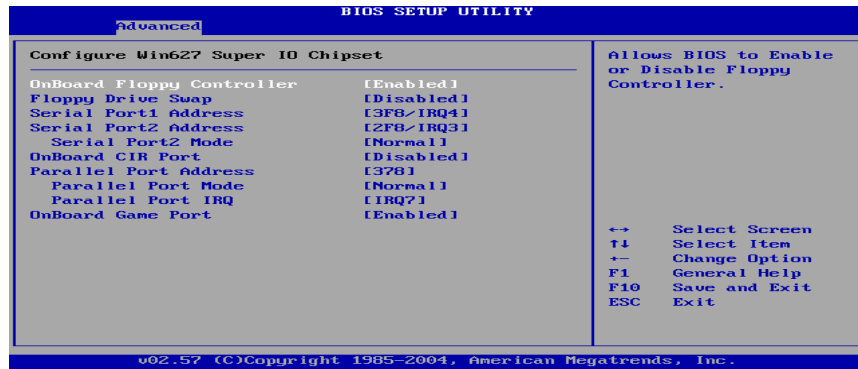 BIOS SETUP UTILITY
Advanced
Configure Win627 Super IO Chipset
OnBoard Floppy Controller [Enabled]
Floppy Drive Swap [Disabled]
Serial Port1 Address [3F8/IRQ4]
Serial Port2 Address [2F8/IRQ3]
Serial Port2 Mode [Normal]
OnBoard CIR Port [Disabled]
Parallel Port Address [378]
Parallel Port Mode [Normal]
Parallel Port IRQ [IRQ7]
OnBoard Game Port [Enabled]
Allows BIOS to Enable
or Disable Floppy
Controller.
↔ Select Screen
↑↓ Select Item
+- Change Option
F1 General Help
F10 Save and Exit
ESC Exit
v02.57 (C)Copyright 1985-2004, American Megatrends, Inc.